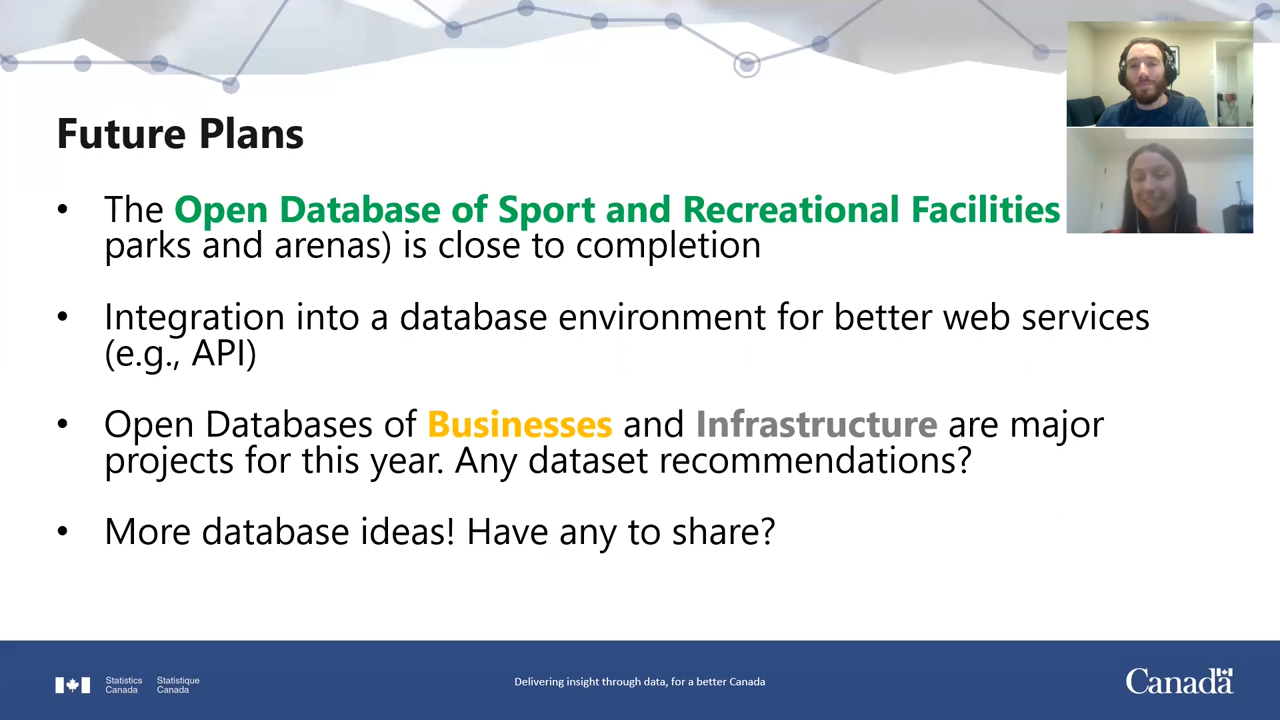 Future Plans
• The Open Database of Sport and Recreational Facilities
parks and arenas) is close to completion
• Integration into a database environment for better web services
(e.g., API)
• Open Databases of Businesses and Infrastructure are major
projects for this year. Any dataset recommendations?
• More database ideas! Have any to share?
Statistics Statistique
Canada Canada
Delivering insight through data, for a better Canada
Canada